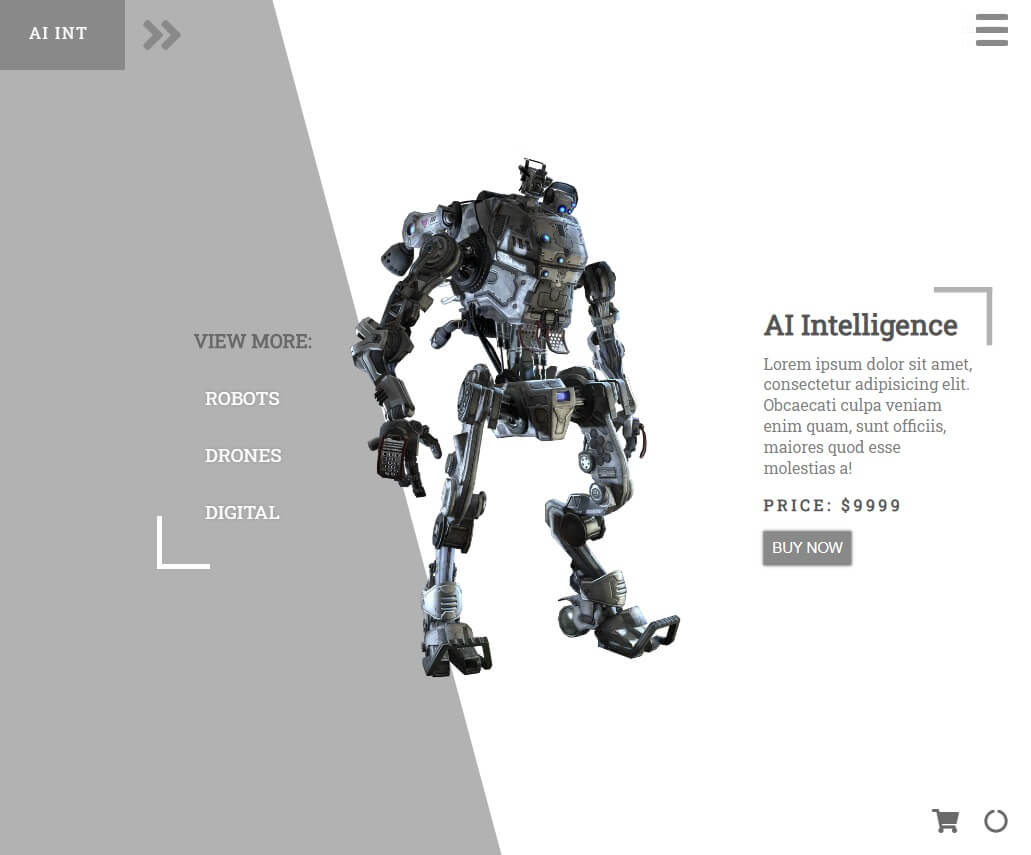 AI INT
VIEW MORE:
ROBOTS
DRONES
DIGITAL
AI Intelligence
Lorem ipsum dolor sit amet,
consectetur adipisicing elit.
Obcaecati culpa veniam
enim quam, sunt officiis,
maiores quod esse
molestias a!
PRICE: $9999
BUY NOW